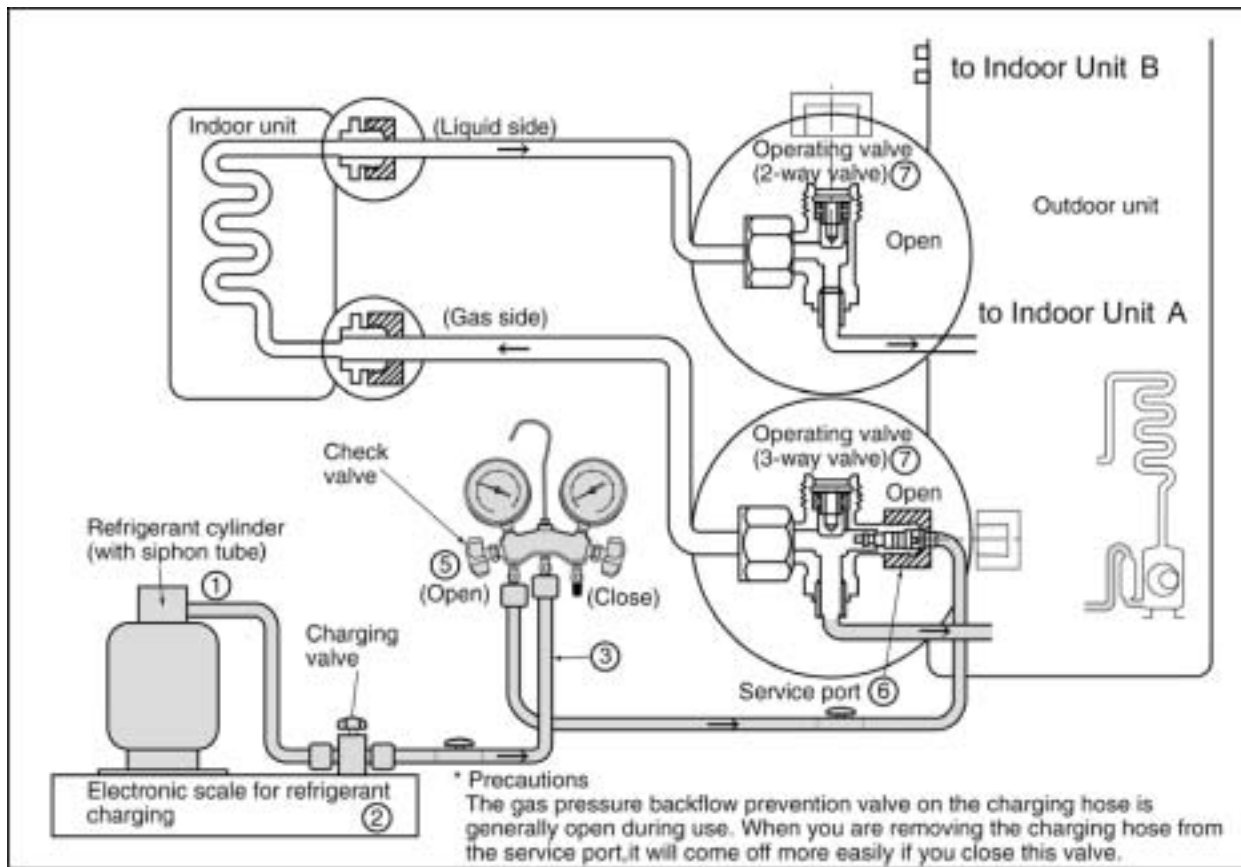 to Indoor Unit B
Indoor unit
(Liquid side)
Operating valve
(2-way valve) ⑦
Open
Outdoor unit
to Indoor Unit A
(Gas side)
Operating valve
(3-way valve) ⑦
Open
Check
valve
Refrigerant cylinder
(with siphon tube)
①
⑤
(Open)
(Close)
Charging
valve
③
Service port ⑥
Electronic scale for refrigerant
charging
②
* Precautions
The gas pressure backflow prevention valve on the charging hose is
generally open during use. When you are removing the charging hose from
the service port,it will come off more easily if you close this valve.